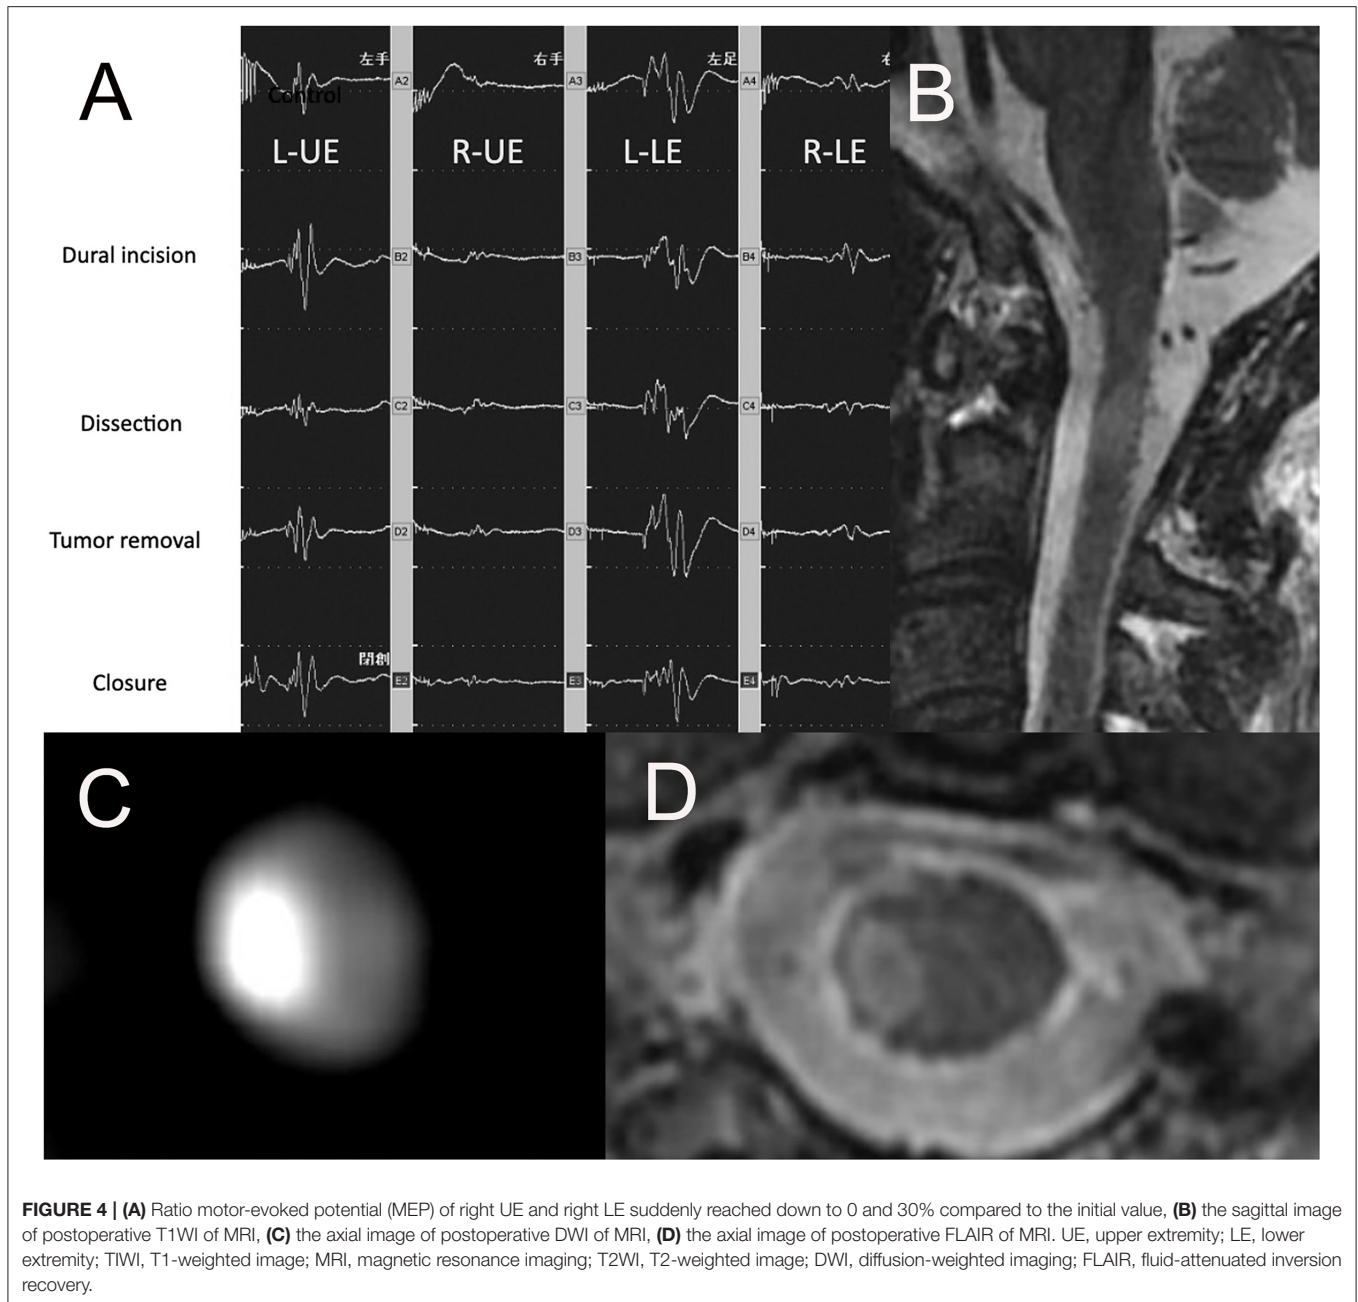 A
左手
A2
右手
A3
左足
A4
Control
B
L-UE
R-UE
L-LE
R-LE
Dural incision
B2
B3
B4
Dissection
C2
C3
C4
Tumor removal
D2
D3
D4
閉創
Closure
E2
E3
E4
C
D
FIGURE 4 | (A) Ratio motor-evoked potential (MEP) of right UE and right LE suddenly reached down to 0 and 30% compared to the initial value, (B) the sagittal image
of postoperative T1WI of MRI, (C) the axial image of postoperative DWI of MRI, (D) the axial image of postoperative FLAIR of MRI. UE, upper extremity; LE, lower
extremity; TIWI, T1-weighted image; MRI, magnetic resonance imaging; T2WI, T2-weighted image; DWI, diffusion-weighted imaging; FLAIR, fluid-attenuated inversion
recovery.